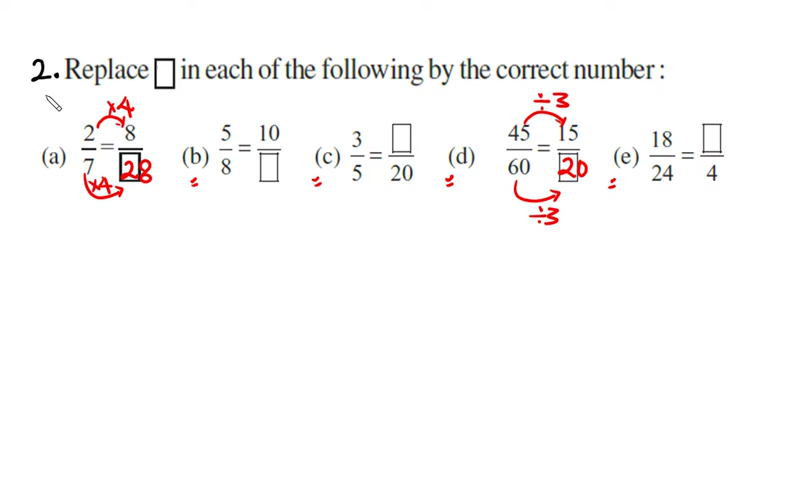 2. Replace □ in each of the following by the correct number :
×4 ÷3
(a) 2/7 = 8/28 (b) 5/8 = 10/□ (c) 3/5 = □/20 (d) 45/60 = 15/20 (e) 18/24 = □/4
×4 ÷3